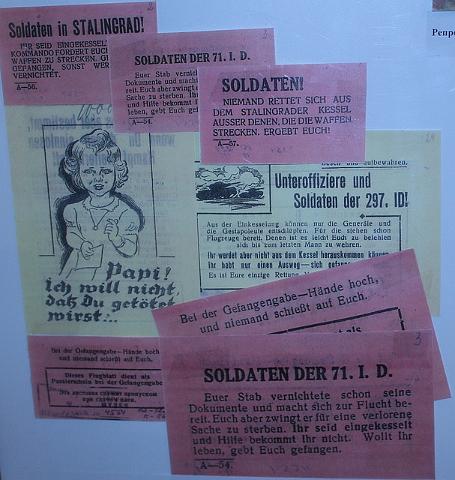 Soldaten in STALINGRAD!
IHR SEID EINGEKESSEL
KOMMANDO FORDERT EUCH
WAFFEN ZU STRECKEN.
GEFANGEN, SONST WER
VERNICHTET.
A—56.
SOLDATEN DER 71. I. D.
Euer Stab vernichte
Dokumente und mach
reit. Euch aber zwingt
Sache zu sterben. Ihr
und Hilfe bekommt I
leben, gebt Euch gef
A—54.
SOLDATEN!
NIEMAND RETTET SICH AUS
DEM STALINGRADER KESSEL
AUSSER DENEN, DIE DIE WAFFEN
STRECKEN. ERGEBT EUCH!
A—57.
aufbewahren.
Unteroffiziere und
Soldaten der 297. ID!
Aus der Einkesselung können nur die Generäle und
die Gestapoleute entschlüpfen. Für die stehen schon
Flugzeuge bereit. Denen ist es leicht Euch zu befehlen
sich bis zum letzten Mann zu wehren.
Ihr werdet aber nicht aus dem Kessel herauskommen können
Ihr habt nur einen Ausweg—sich gefangen
Es ist Eure einzige Rettung.
Papi!
ich will nicht,
daß Du getötet
wirst...
Bei der Gefangengabe—Hände hoch,
und niemand schießt auf Euch.
als
Bei der Gefangengabe—Hände hoch
und niemand schießt auf Euch.
Dieses Flugblatt dient als
Passierschein bei der Gefangengabe
SOLDATEN DER 71. I. D.
Euer Stab vernichtete schon seine
Dokumente und macht sich zur Flucht be-
reit. Euch aber zwingt er für eine verlorene
Sache zu sterben. Ihr seid eingekesselt
und Hilfe bekommt Ihr nicht. Wollt Ihr
leben, gebt Euch gefangen.
A—54.